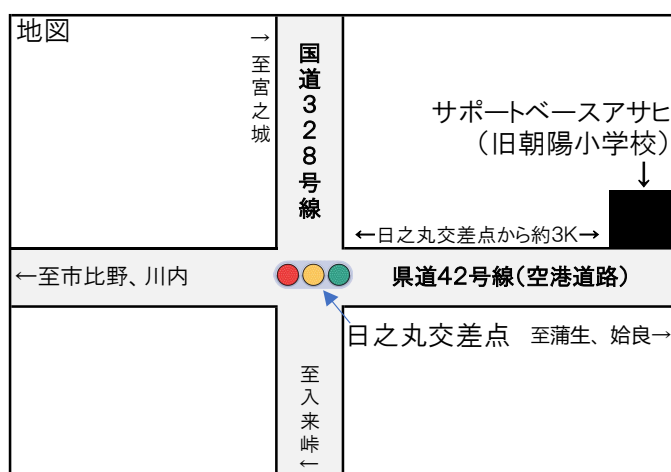 地図
→至宮之城
国道328号線
サポートベースアサヒ
(旧朝陽小学校)
↓
←日之丸交差点から約3K→
←至市比野、川内
県道42号線(空港道路)
日之丸交差点
至蒲生、姶良→
至入来峠←